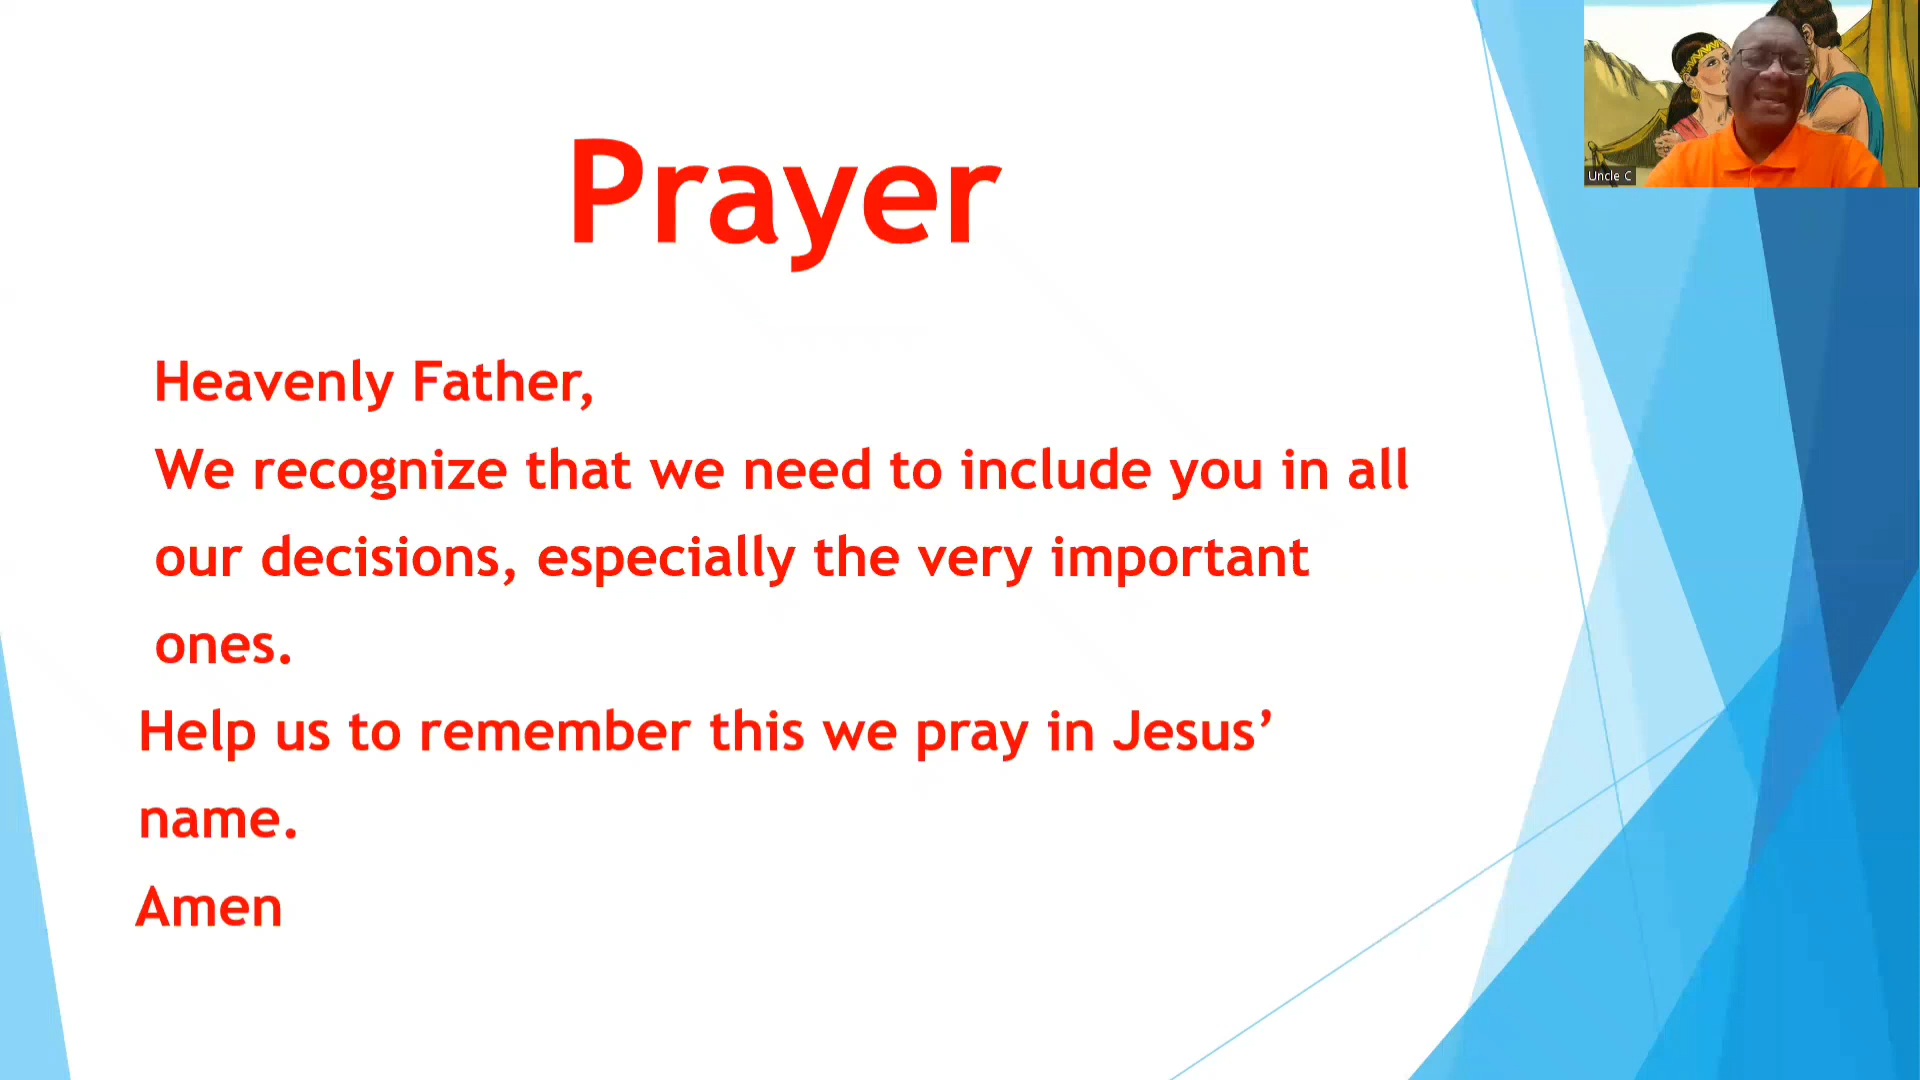 Prayer
Heavenly Father,
We recognize that we need to include you in all
our decisions, especially the very important
ones.
Help us to remember this we pray in Jesus’
name.
Amen
Uncle C